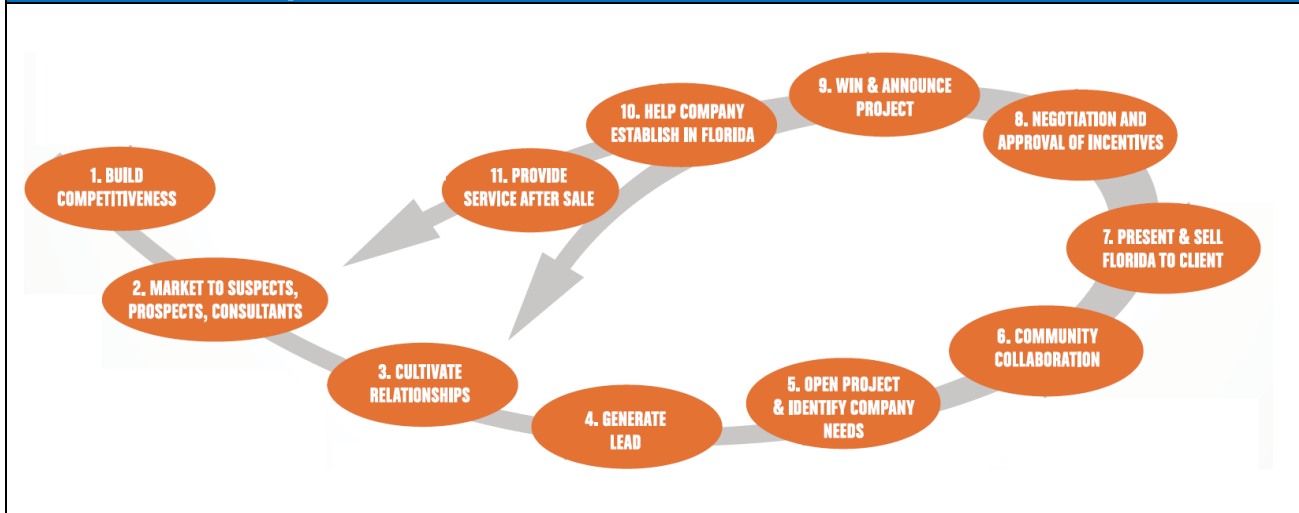 1. BUILD
COMPETITIVENESS
2. MARKET TO SUSPECTS,
PROSPECTS, CONSULTANTS
3. CULTIVATE
RELATIONSHIPS
4. GENERATE
LEAD
5. OPEN PROJECT
& IDENTIFY COMPANY
NEEDS
6. COMMUNITY
COLLABORATION
7. PRESENT & SELL
FLORIDA TO CLIENT
8. NEGOTIATION AND
APPROVAL OF INCENTIVES
9. WIN & ANNOUNCE
PROJECT
10. HELP COMPANY
ESTABLISH IN FLORIDA
11. PROVIDE
SERVICE AFTER SALE